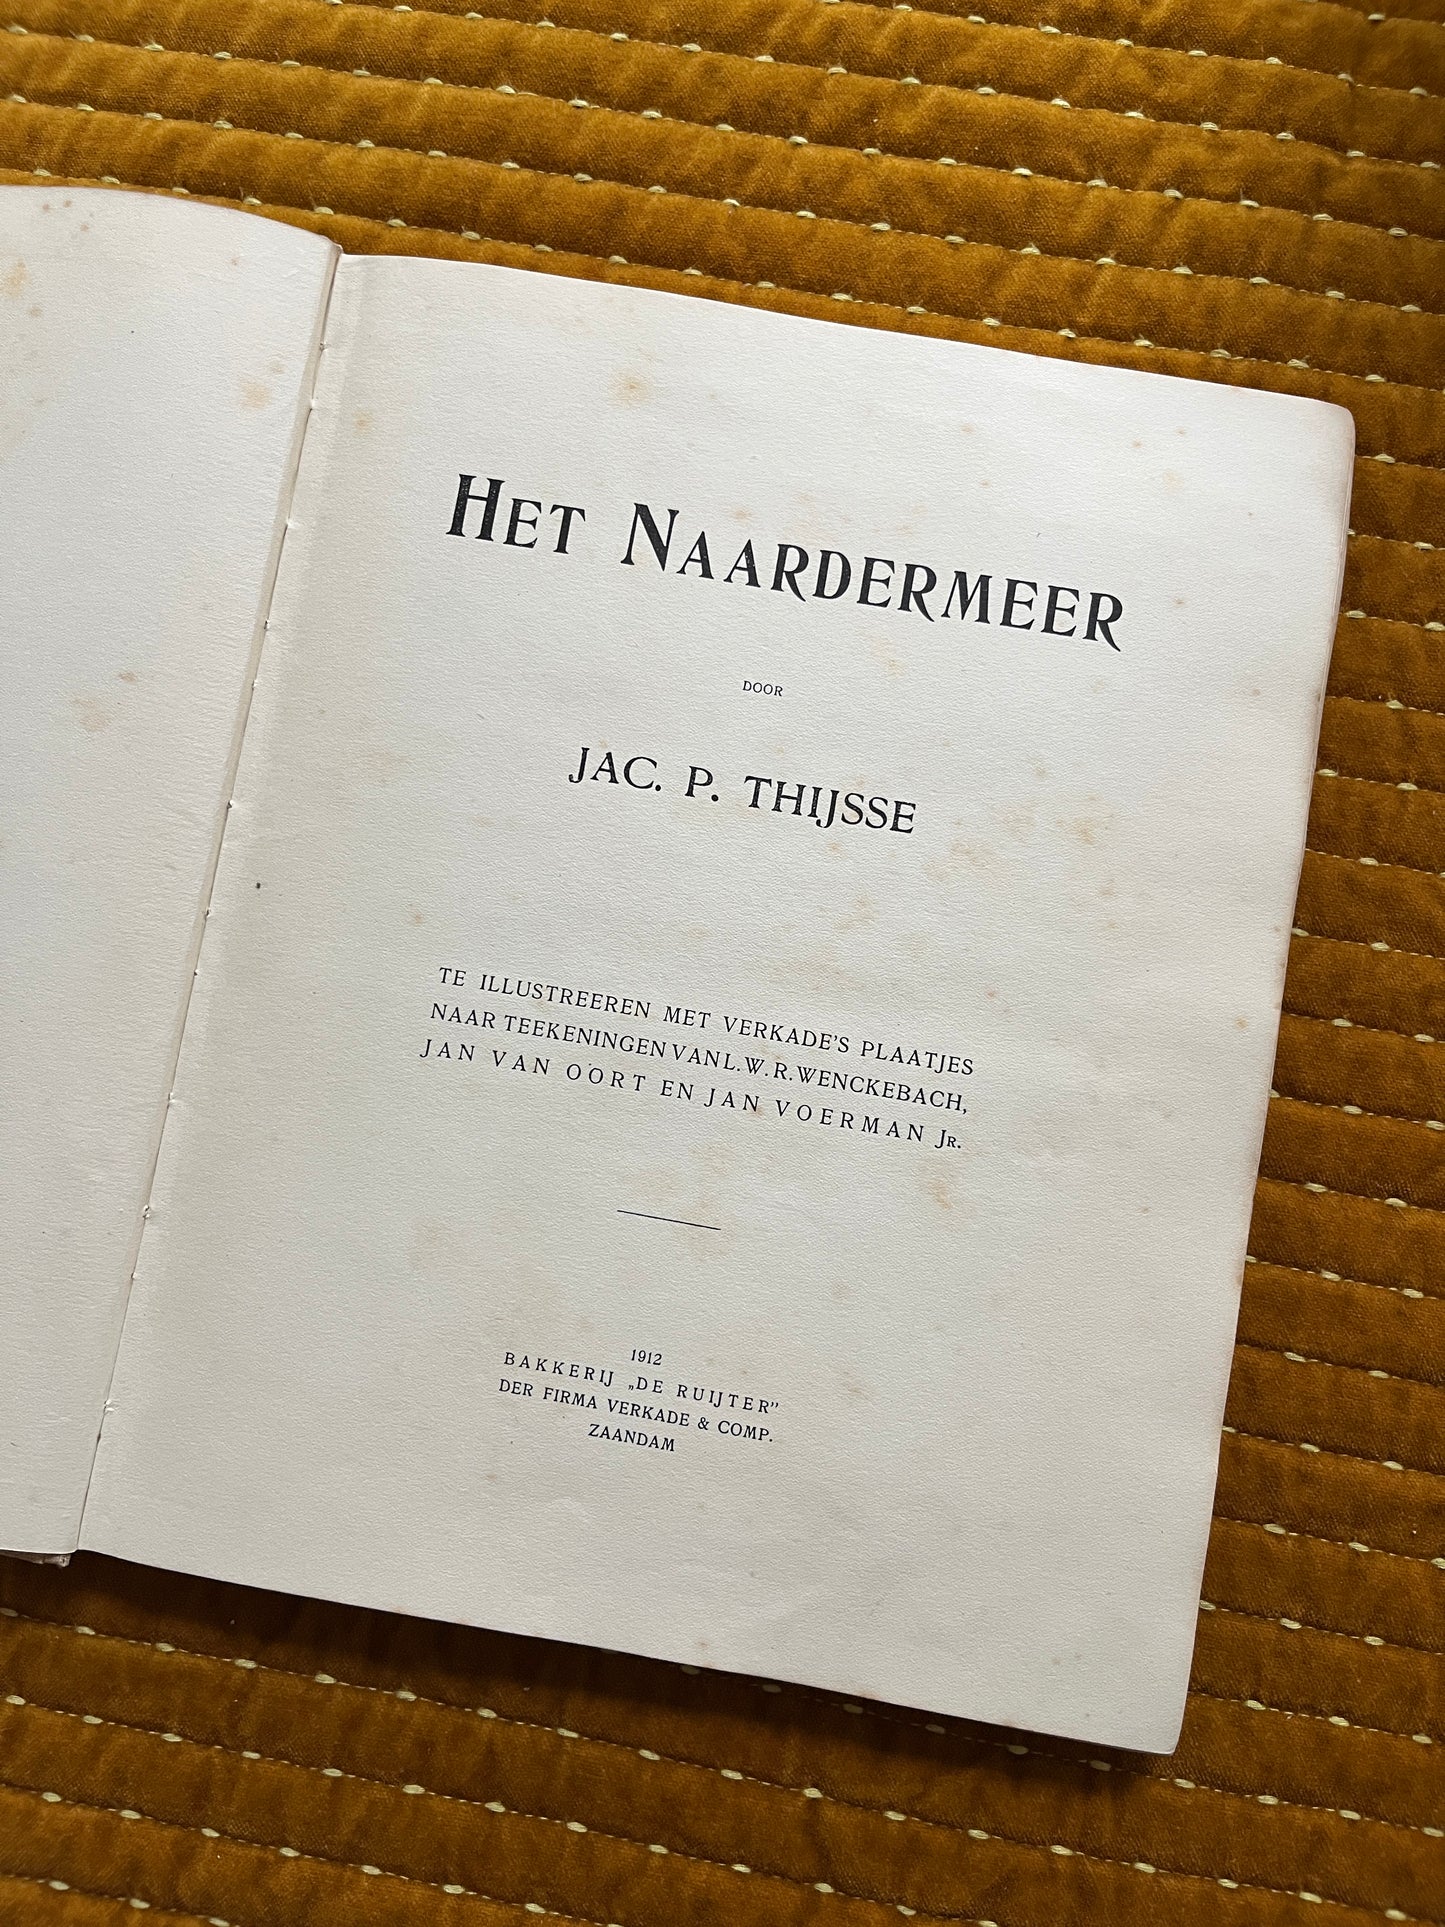 HET NAARDERMEER
DOOR
JAC. P. THIJSSE
TE ILLUSTREEREN MET VERKADE'S PLAATJES
NAAR TEEKENINGEN VAN L. W. R. WENCKEBACH,
JAN VAN OORT EN JAN VOERMAN JR.
1912
BAKKERIJ „DE RUIJTER”
DER FIRMA VERKADE & COMP.
ZAANDAM